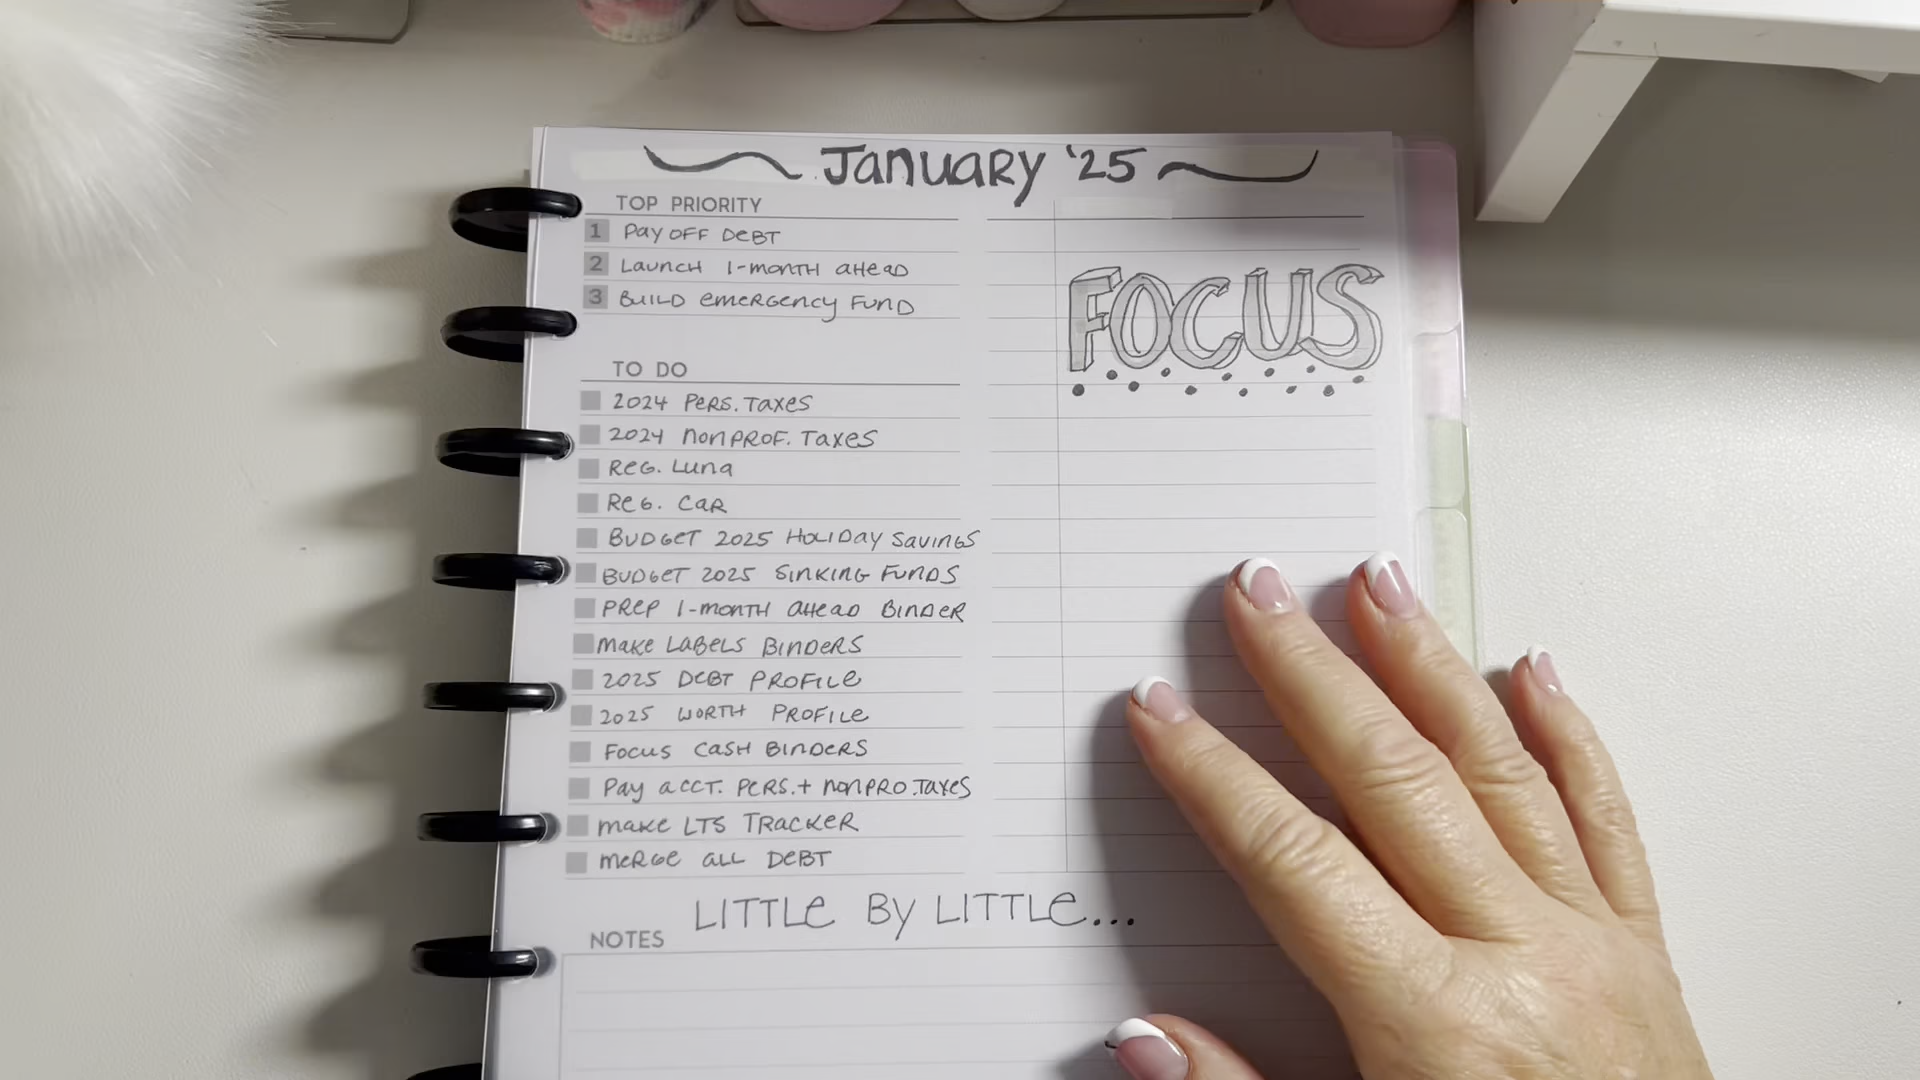 January '25
TOP PRIORITY
1 PAY OFF DEBT
2 LAUNCH 1-MONTH AHEAD
3 BUILD EMERGENCY FUND
FOCUS
TO DO
2024 PERS. TAXES
2024 NONPROF. TAXES
REG. LUNA
REG. CAR
BUDGET 2025 HOLIDAY SAVINGS
BUDGET 2025 SINKING FUNDS
PREP 1-MONTH AHEAD BINDER
MAKE LABELS BINDERS
2025 DEBT PROFILE
2025 WORTH PROFILE
FOCUS CASH BINDERS
PAY ACCT. PERS.+ NONPRO.TAXES
MAKE LTS TRACKER
MERGE ALL DEBT
LITTLE BY LITTLE...
NOTES